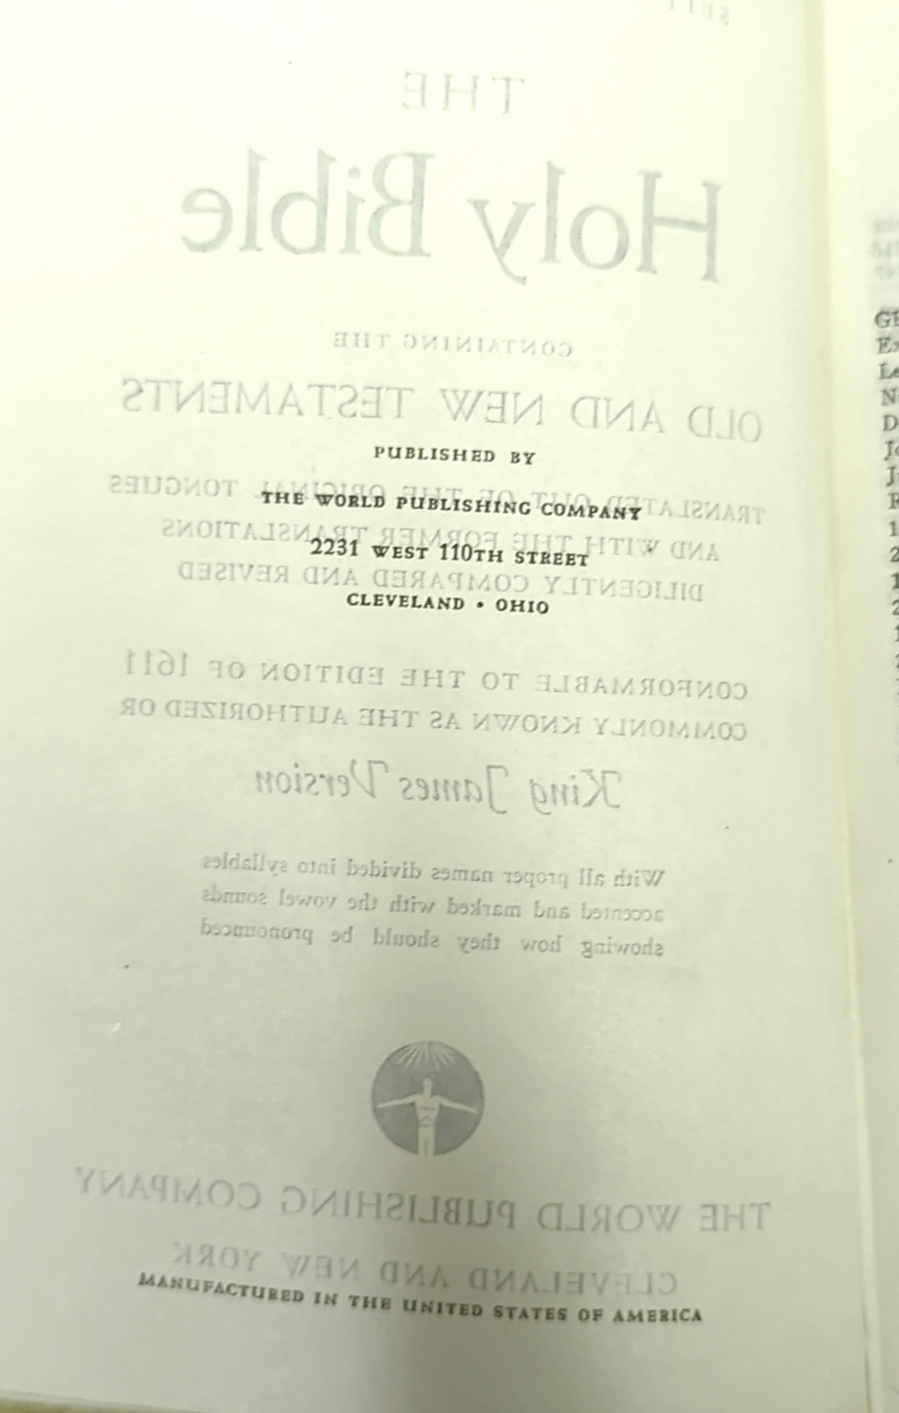 THE
Holy Bible
CONTAINING THE
OLD AND NEW TESTAMENTS
PUBLISHED BY
TRANSLATED OUT OF THE ORIGINAL TONGUES
THE WORLD PUBLISHING COMPANY
AND WITH THE FORMER TRANSLATIONS
2231 WEST 110TH STREET
DILIGENTLY COMPARED AND REVISED
CLEVELAND • OHIO
CONFORMABLE TO THE EDITION OF 1611
COMMONLY KNOWN AS THE AUTHORIZED OR
King James Version
With all proper names divided into syllables
accented and marked with the vowel sounds
showing how they should be pronounced
THE WORLD PUBLISHING COMPANY
CLEVELAND AND NEW YORK
MANUFACTURED IN THE UNITED STATES OF AMERICA